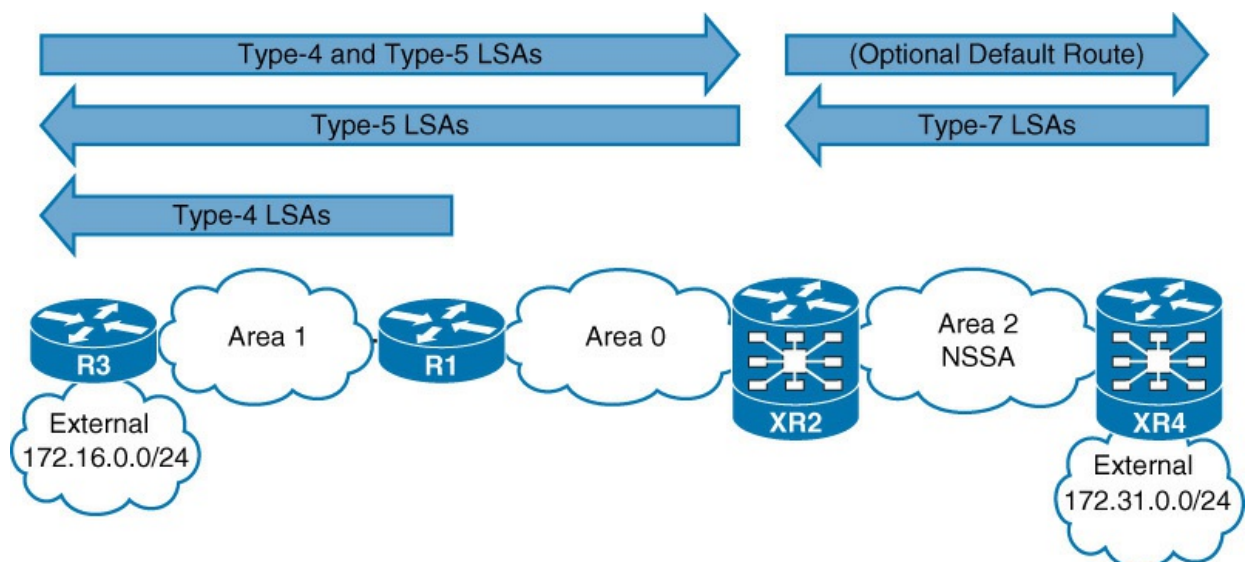 Type-4 and Type-5 LSAs
(Optional Default Route)
Type-5 LSAs
Type-7 LSAs
Type-4 LSAs
R3
Area 1
R1
Area 0
XR2
Area 2
NSSA
XR4
External
172.16.0.0/24
External
172.31.0.0/24